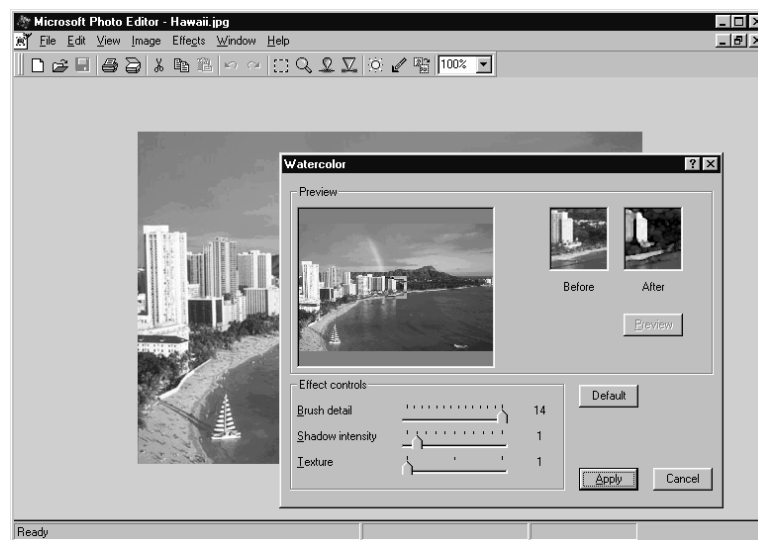 Microsoft Photo Editor - Hawaii.jpg
File Edit View Image Effects Window Help
100%
Watercolor
Preview
Before After
Preview
Effect controls
Default
Brush detail 14
Shadow intensity 1
Texture 1
Apply Cancel
Ready